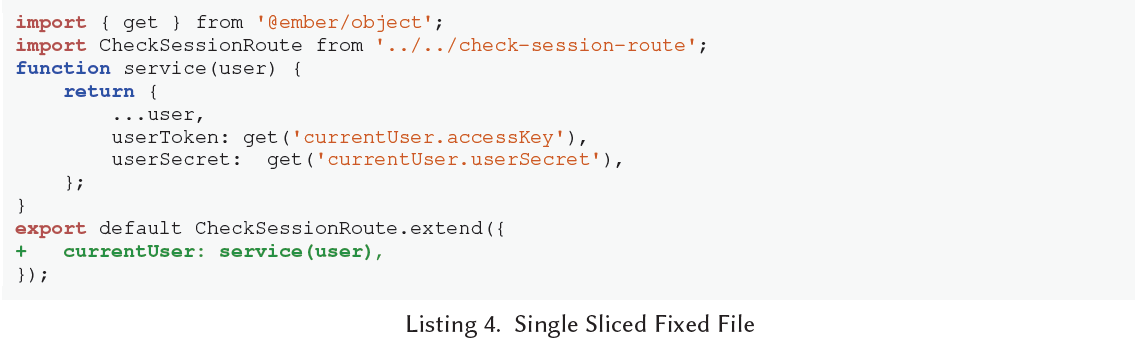 import { get } from '@ember/object';
import CheckSessionRoute from '../../check-session-route';
function service(user) {
    return {
        ...user,
        userToken: get('currentUser.accessKey'),
        userSecret:  get('currentUser.userSecret'),
    };
}
export default CheckSessionRoute.extend({
+   currentUser: service(user),
});
Listing 4. Single Sliced Fixed File